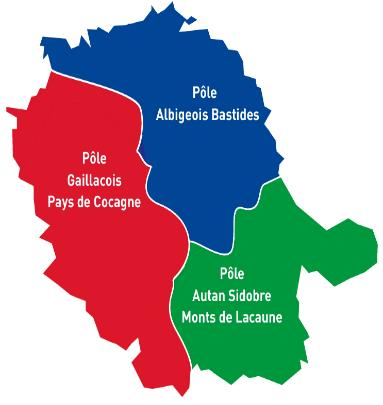 Pôle
Albigeois Bastides
Pôle
Gaillacois
Pays de Cocagne
Pôle
Autan Sidobre
Monts de Lacaune